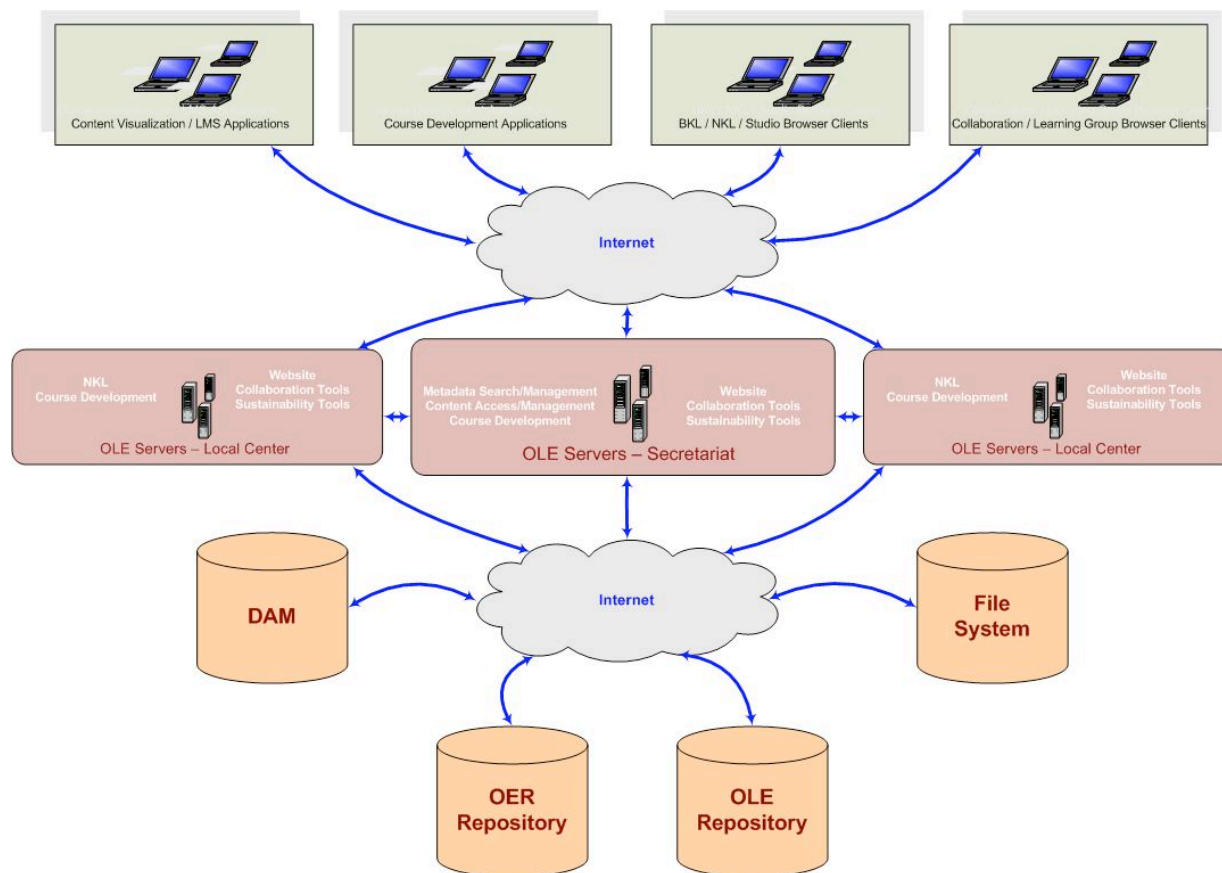 Content Visualization / LMS Applications
Course Development Applications
BKL / NKL / Studio Browser Clients
Collaboration / Learning Group Browser Clients
Internet
NKL
Course Development
Website
Collaboration Tools
Sustainability Tools
OLE Servers – Local Center
Metadata Search/Management
Content Access/Management
Course Development
Website
Collaboration Tools
Sustainability Tools
OLE Servers – Secretariat
NKL
Course Development
Website
Collaboration Tools
Sustainability Tools
OLE Servers – Local Center
DAM
Internet
File
System
OER
Repository
OLE
Repository